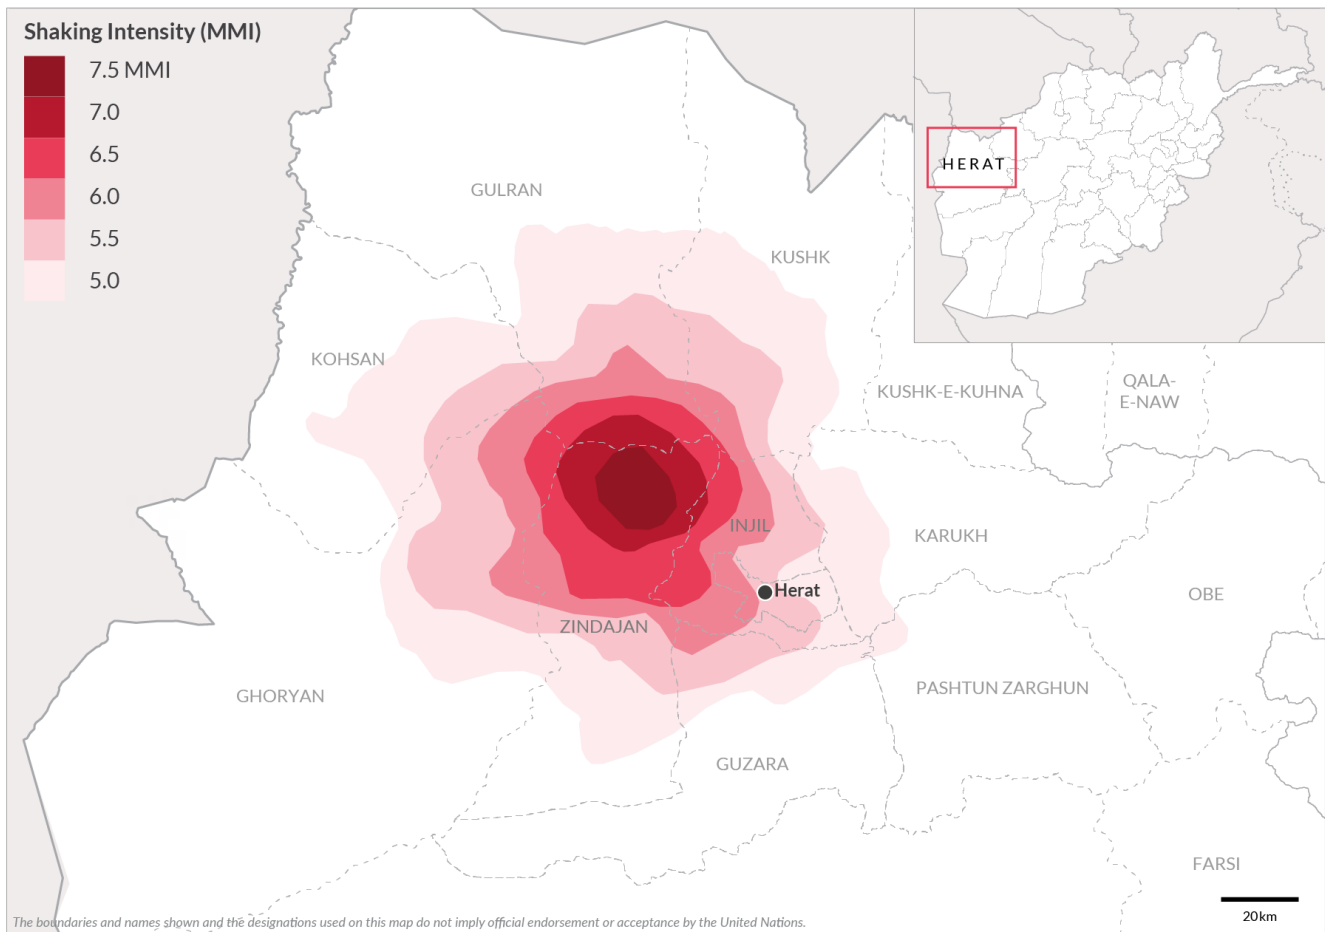 Shaking Intensity (MMI)
7.5 MMI
7.0
6.5
6.0
5.5
5.0
HERAT
GULRAN
KUSHK
KOHSAN
KUSHK-E-KUHNA
QALA-
E-NAW
INJIL
KARUKH
Herat
OBE
ZINDAJAN
GHORYAN
PASHTUN ZARGHUN
GUZARA
FARSI
20km
The boundaries and names shown and the designations used on this map do not imply official endorsement or acceptance by the United Nations.